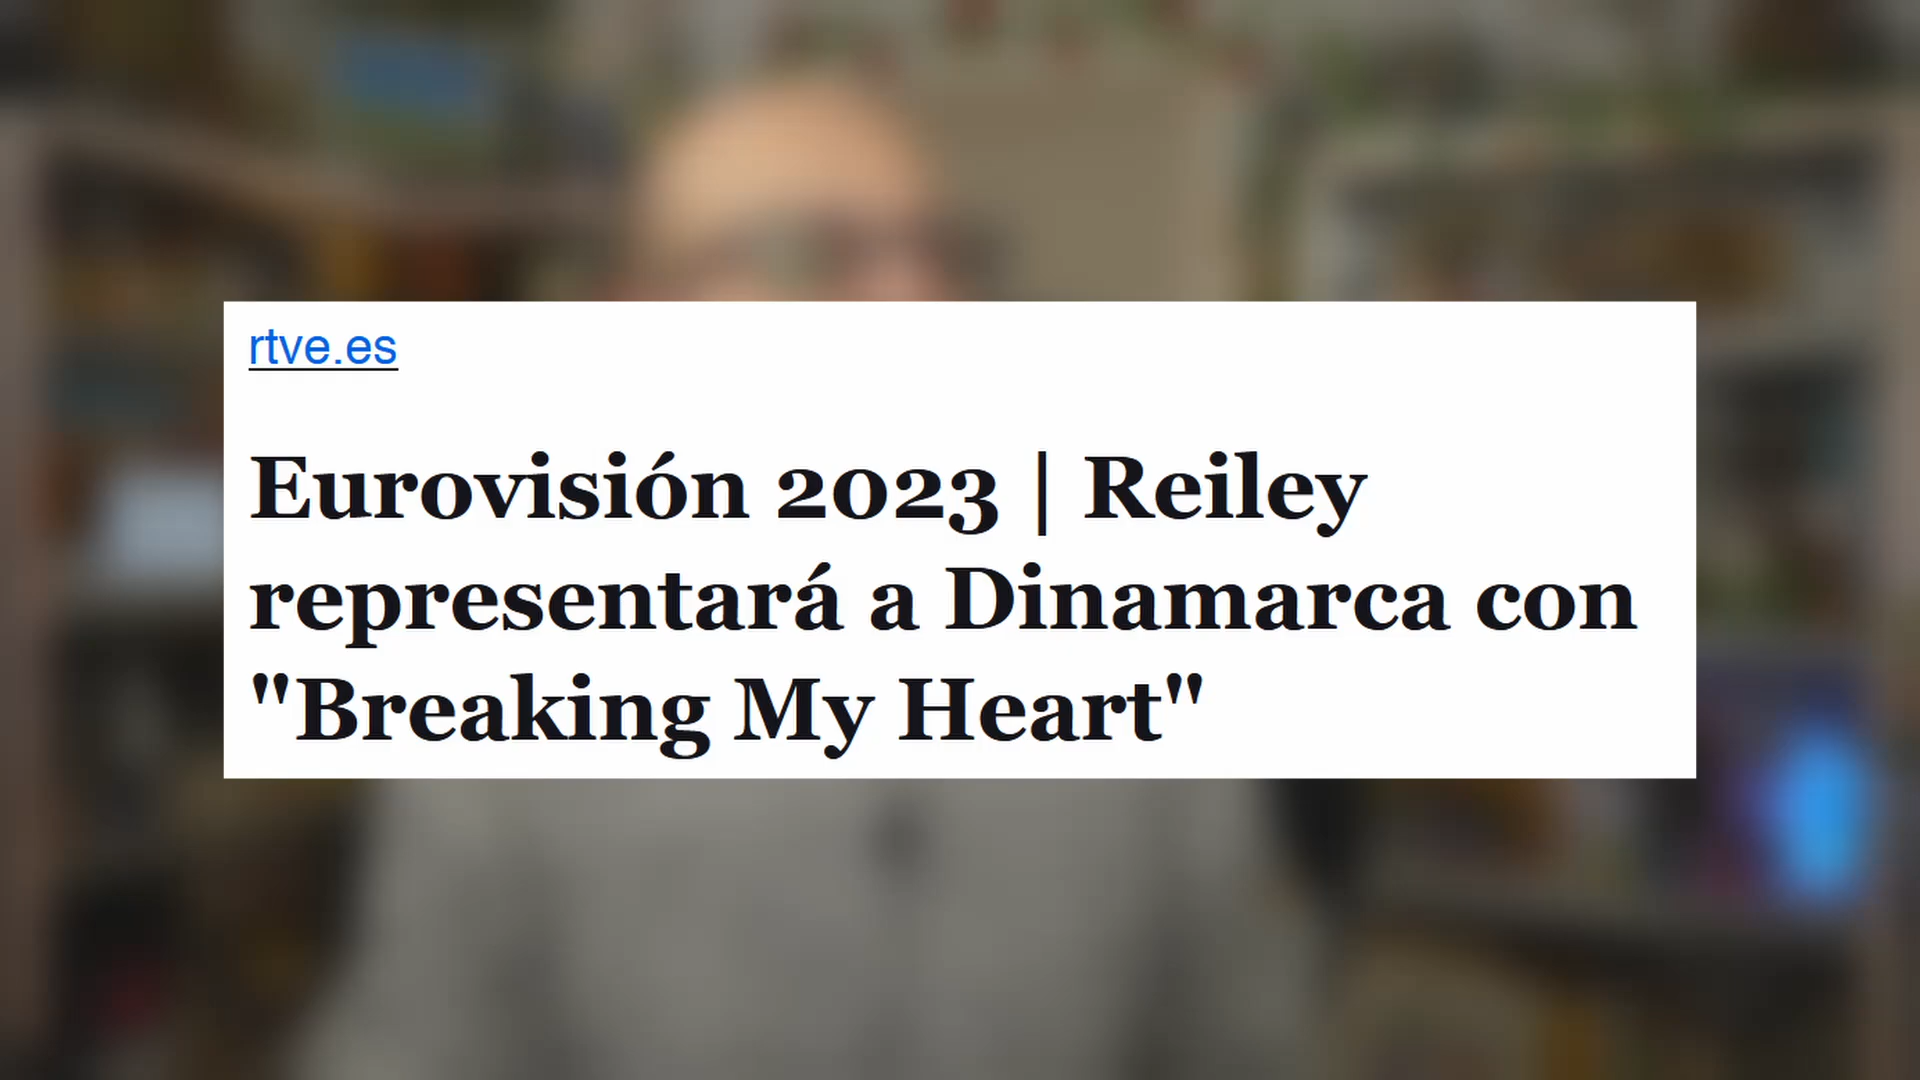 rtve.es
Eurovisión 2023 | Reiley
representará a Dinamarca con
"Breaking My Heart"